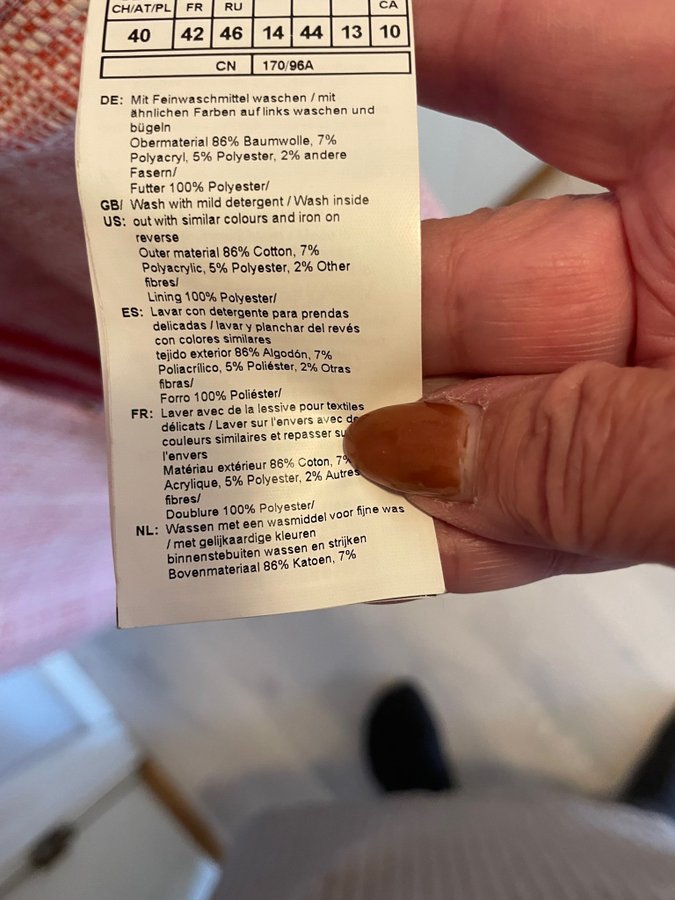 CH/AT/PL FR RU CA
40 42 46 14 44 13 10
CN 170/96A
DE: Mit Feinwaschmittel waschen / mit
ähnlichen Farben auf links waschen und
bügeln
Obermaterial 86% Baumwolle, 7%
Polyacryl, 5% Polyester, 2% andere
Fasern/
Futter 100% Polyester/
GB/ Wash with mild detergent / Wash inside
US: out with similar colours and iron on
reverse
Outer material 86% Cotton, 7%
Polyacrylic, 5% Polyester, 2% Other
fibres/
Lining 100% Polyester/
ES: Lavar con detergente para prendas
delicadas / lavar y planchar del revés
con colores similares
tejido exterior 86% Algodón, 7%
Poliacrílico, 5% Poliéster, 2% Otras
fibras/
Forro 100% Poliéster/
FR: Laver avec de la lessive pour textiles
délicats / Laver sur l'envers avec
couleurs similaires et repasser
l'envers
Matériau extérieur 86% Coton, 7%
Acrylique, 5% Polyester, 2% Autres
fibres/
Doublure 100% Polyester/
NL: Wassen met een wasmiddel voor fijne was
/ met gelijkaardige kleuren
binnenstebuiten wassen en strijken
Bovenmateriaal 86% Katoen, 7%